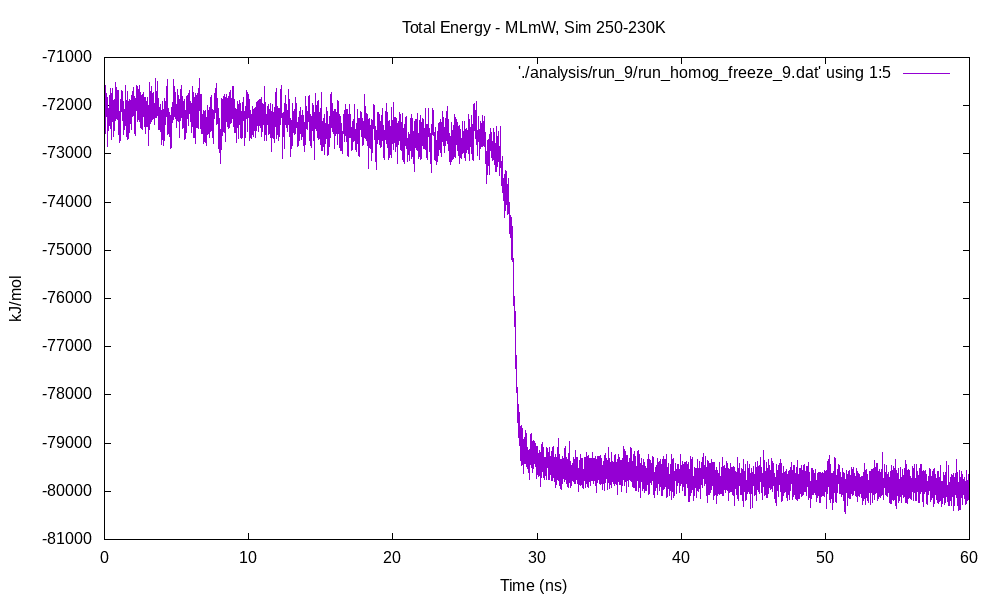 Total Energy - MLmW, Sim 250-230K
'./analysis/run_9/run_homog_freeze_9.dat' using 1:5
-71000
-72000
-73000
-74000
-75000
-76000
-77000
-78000
-79000
-80000
-81000
kJ/mol
0 10 20 30 40 50 60
Time (ns)